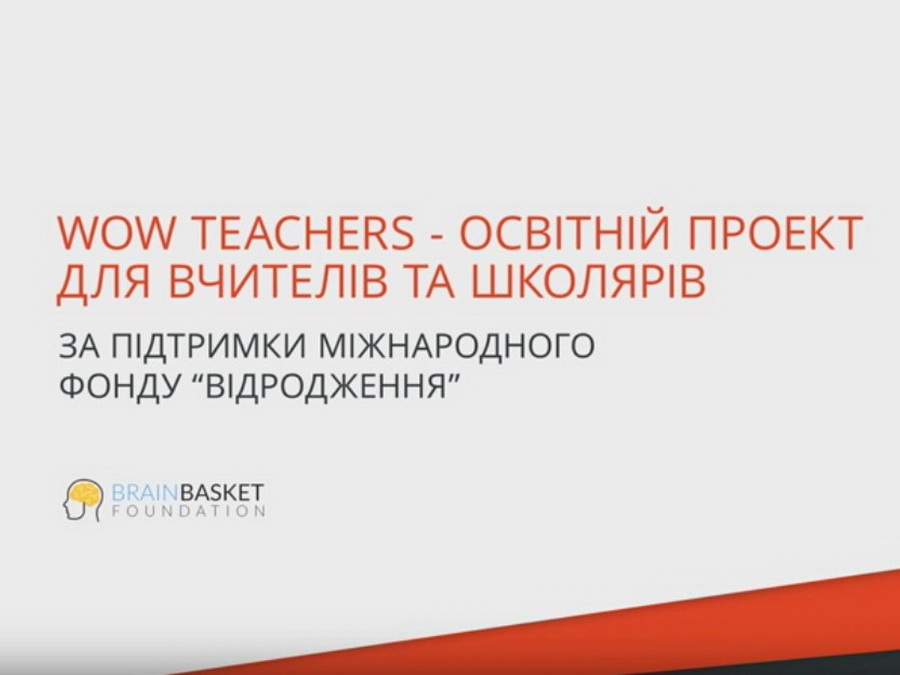 WOW TEACHERS - ОСВІТНІЙ ПРОЕКТ
ДЛЯ ВЧИТЕЛІВ ТА ШКОЛЯРІВ
ЗА ПІДТРИМКИ МІЖНАРОДНОГО
ФОНДУ “ВІДРОДЖЕННЯ”
BRAINBASKET
FOUNDATION